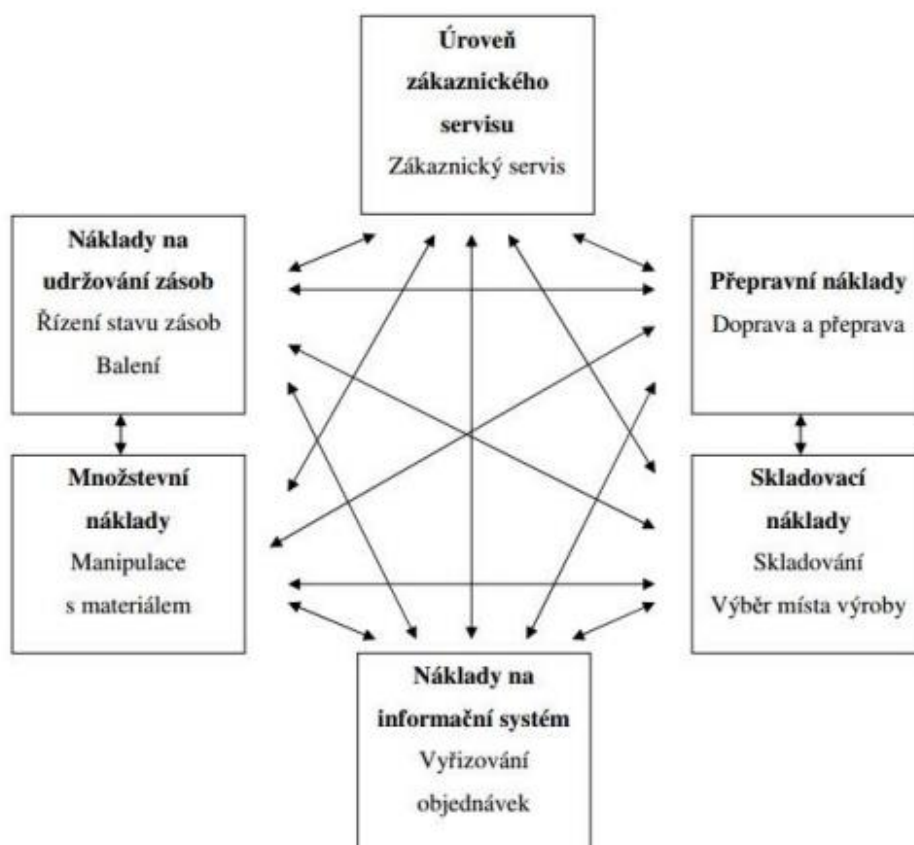 Úroveň
zákaznického
servisu
Zákaznický servis
Náklady na
udržování zásob
Řízení stavu zásob
Balení
Přepravní náklady
Doprava a přeprava
Množstevní
náklady
Manipulace
s materiálem
Skladovací
náklady
Skladování
Výběr místa výroby
Náklady na
informační systém
Vyřizování
objednávek